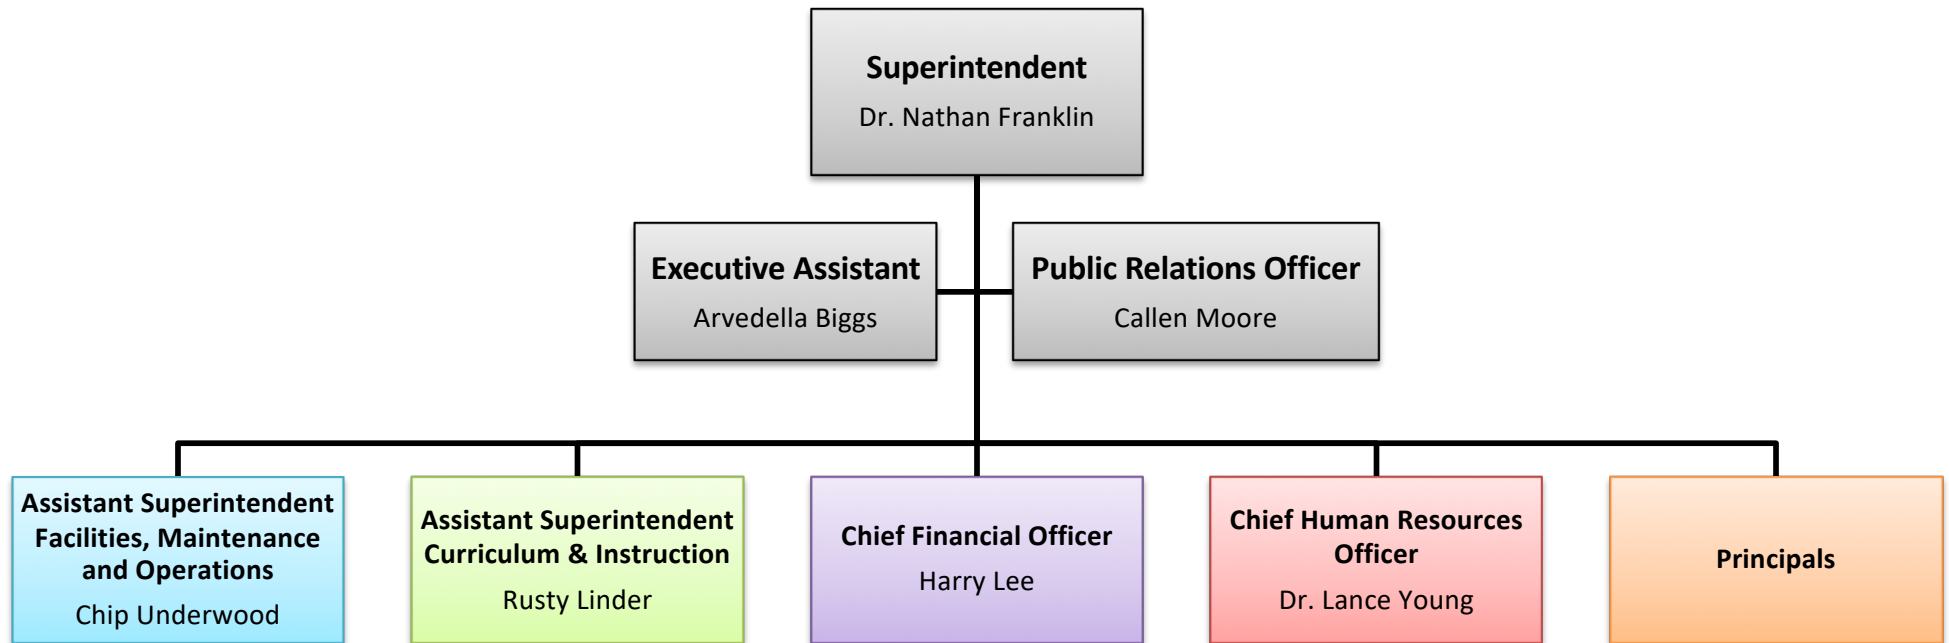 Superintendent
Dr. Nathan Franklin
Executive Assistant
Arvedella Biggs
Public Relations Officer
Callen Moore
Assistant Superintendent
Facilities, Maintenance
and Operations
Chip Underwood
Assistant Superintendent
Curriculum & Instruction
Rusty Linder
Chief Financial Officer
Harry Lee
Chief Human Resources
Officer
Dr. Lance Young
Principals